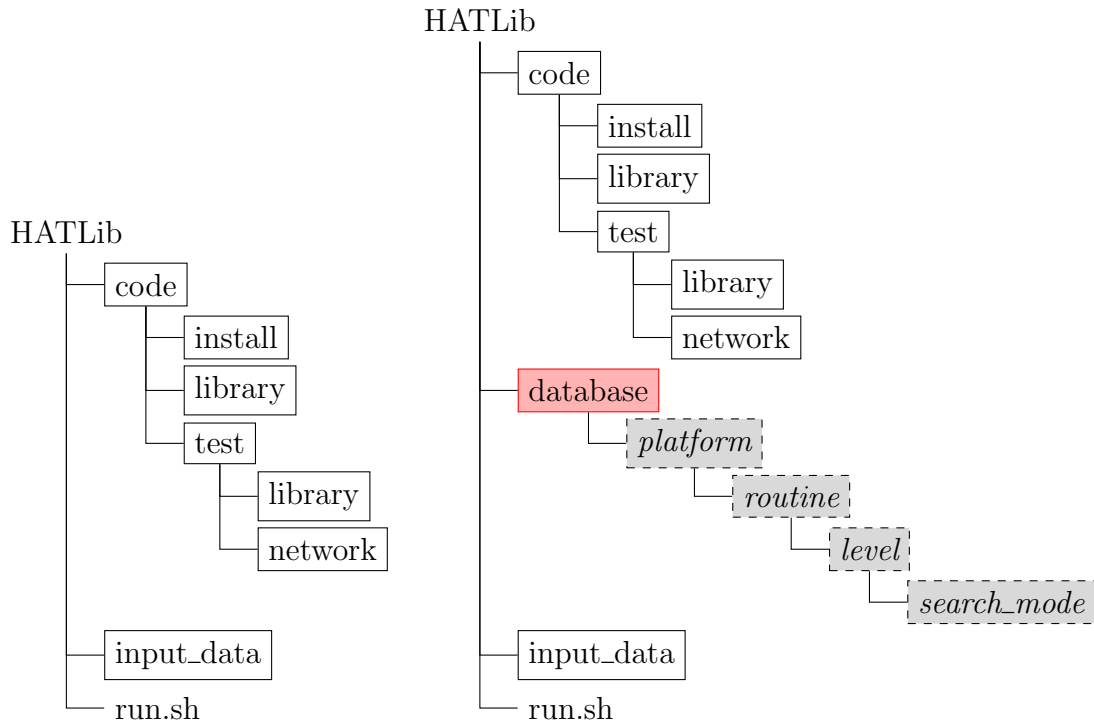 HATLib
code
install
library
test
library
network
input_data
run.sh
HATLib
code
install
library
test
library
network
database
platform
routine
level
search_mode
input_data
run.sh